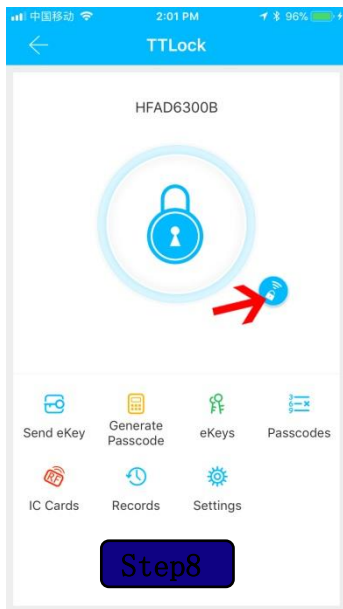 中国移动 2:01 PM 96%
TTLock
HFAD6300B
Send eKey Generate Passcode eKeys Passcodes
RF
IC Cards Records Settings
Step8